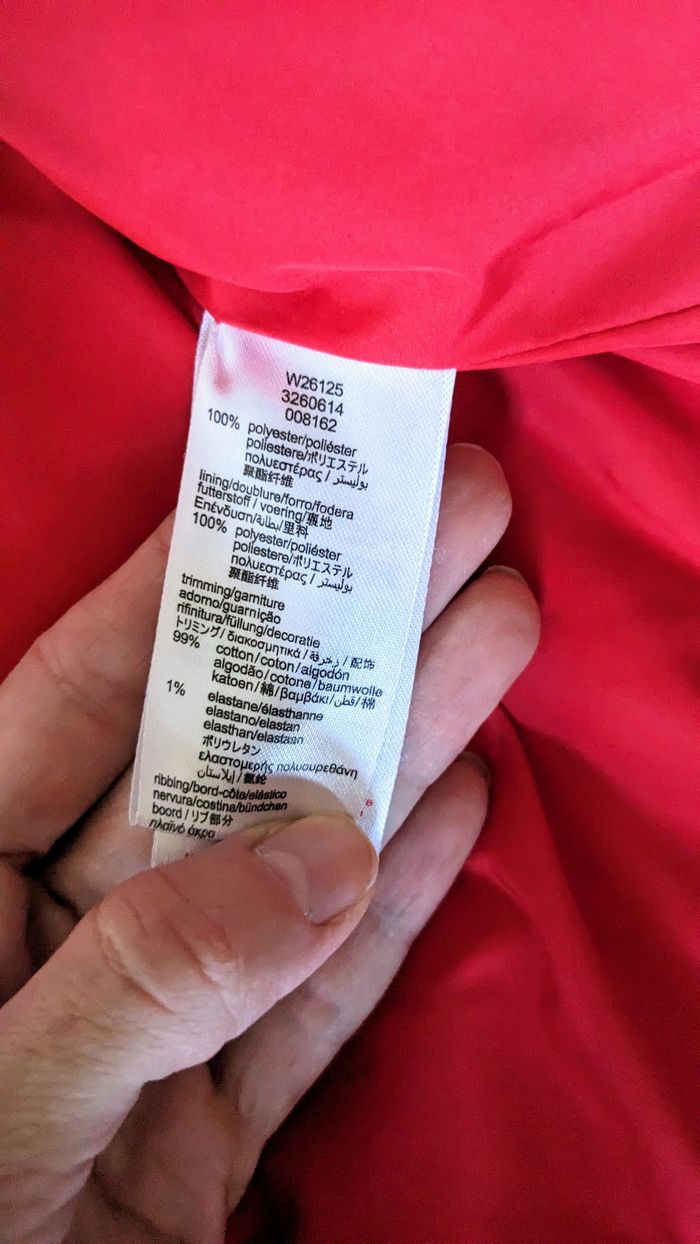 W26125
3260614
008162
100% polyester/poliéster
poliestere/ポリエステル
πολυεστέρας / بوليستر
聚酯纤维
lining/doublure/forro/fodera
futterstoff / voering/裏地
Επένδυση/بطانة/里料
100% polyester/poliéster
poliestere/ポリエステル
πολυεστέρας / بوليستر
聚酯纤维
trimming/garniture
adorno/guarnição
rifinitura/füllung/decoratie
トリミング/ διακοσμητικά / زخرفة / 配饰
99% cotton/coton/algodón
algodão/cotone/baumwolle
katoen/綿/βαμβάκι/قطن/棉
1% elastane/élasthanne
elastano/elastan
elasthan/elastaan
ポリウレタン
ελαστομερής πολυουρεθάνη
إيلاستان / 氨纶
ribbing/bord-côte/elástico
nervura/costina/bündchen
boord / リブ部分
πλαϊνό άκρο